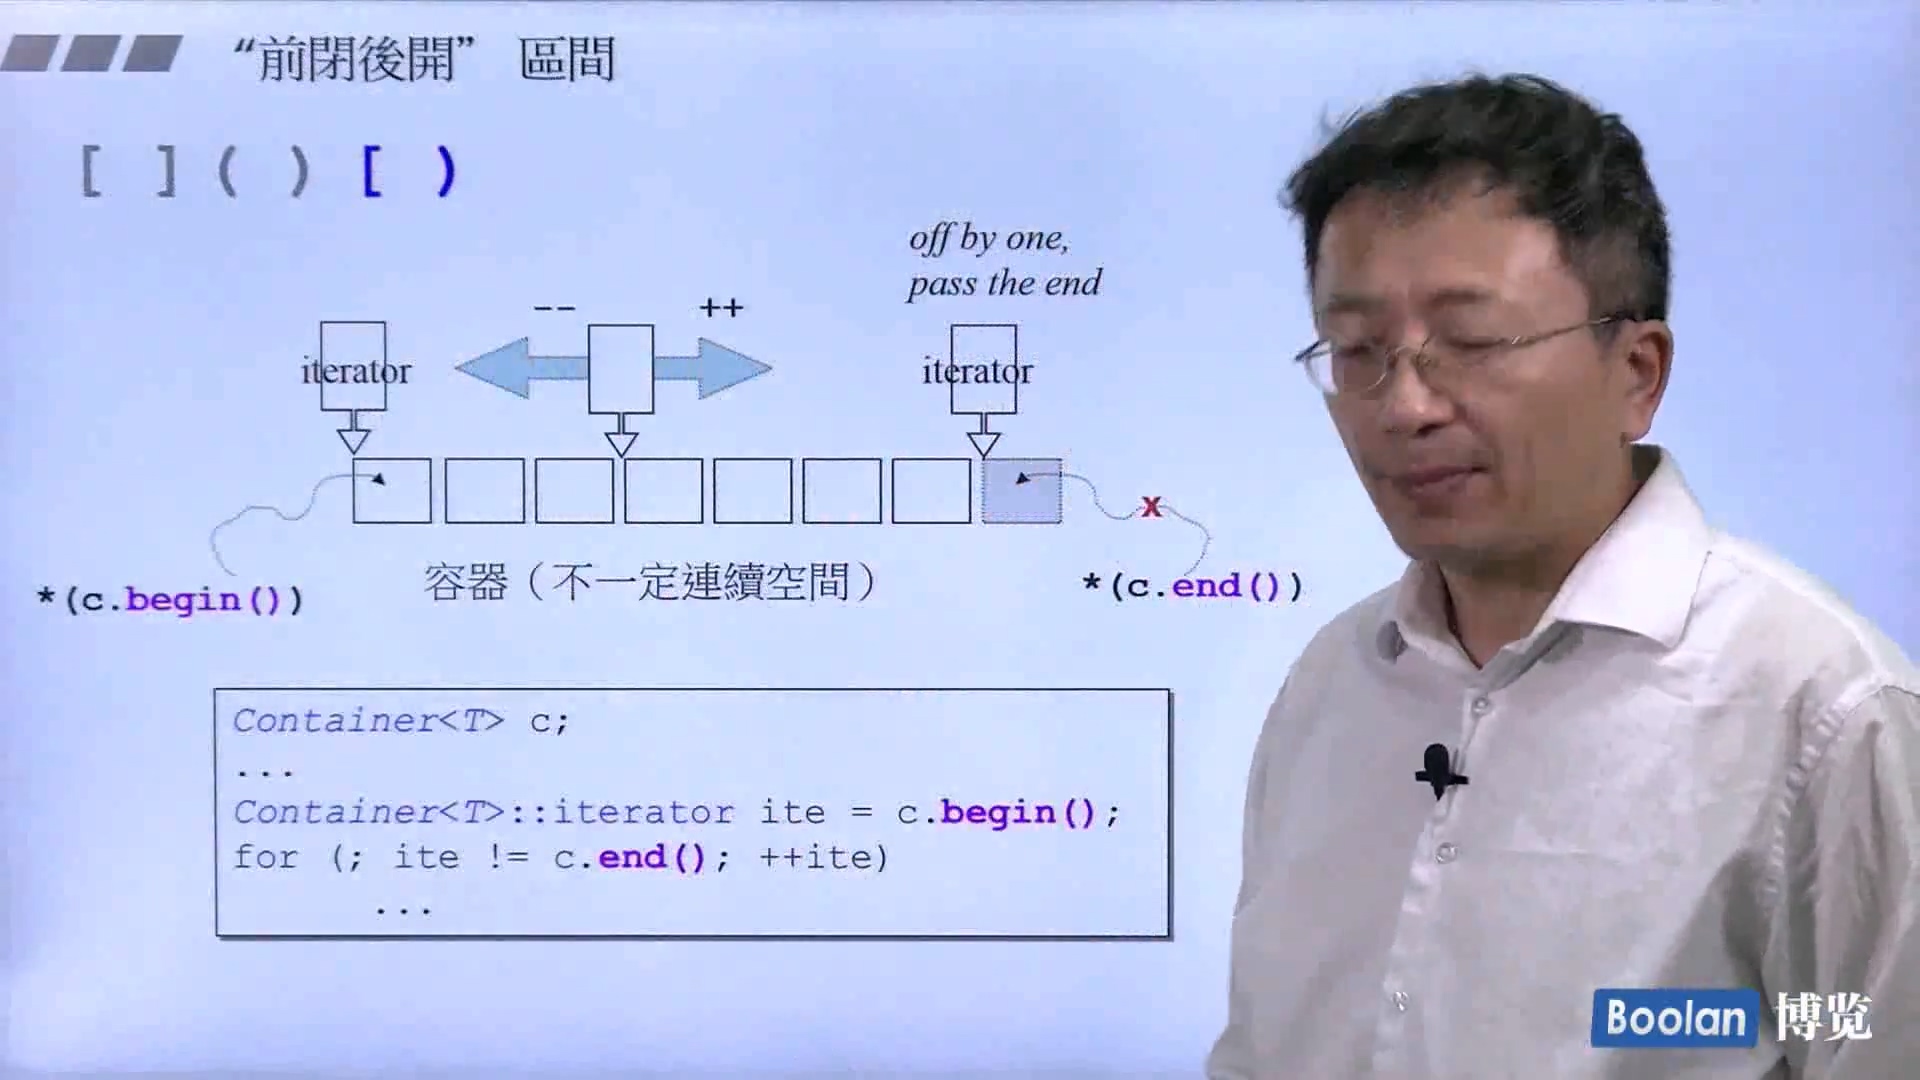 “前閉後開” 區間
[ ] ( ) [ )
off by one,
pass the end
-- ++
iterator iterator
容器（不一定連續空間）
*(c.begin()) *(c.end())
x
Container<T> c;
...
Container<T>::iterator ite = c.begin();
for (; ite != c.end(); ++ite)
...
Boolan 博览